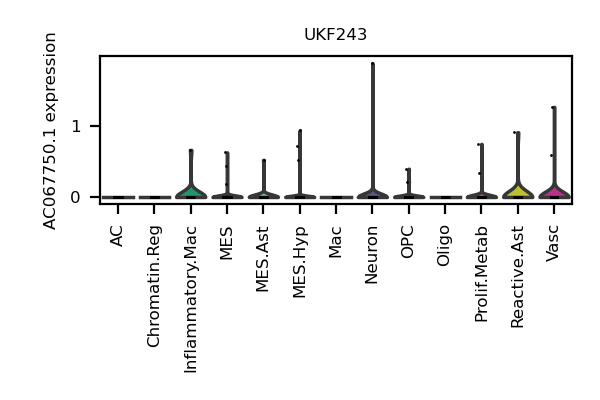 UKF243
AC067750.1 expression
1
0
AC
Chromatin.Reg
Inflammatory.Mac
MES
MES.Ast
MES.Hyp
Mac
Neuron
OPC
Oligo
Prolif.Metab
Reactive.Ast
Vasc